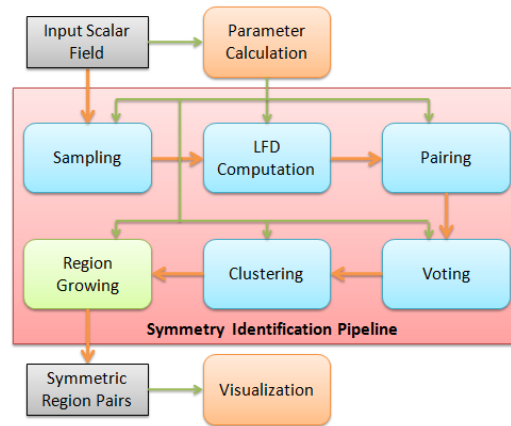 Input Scalar
Field
Parameter
Calculation
Sampling
LFD
Computation
Pairing
Region
Growing
Clustering
Voting
Symmetry Identification Pipeline
Symmetric
Region Pairs
Visualization